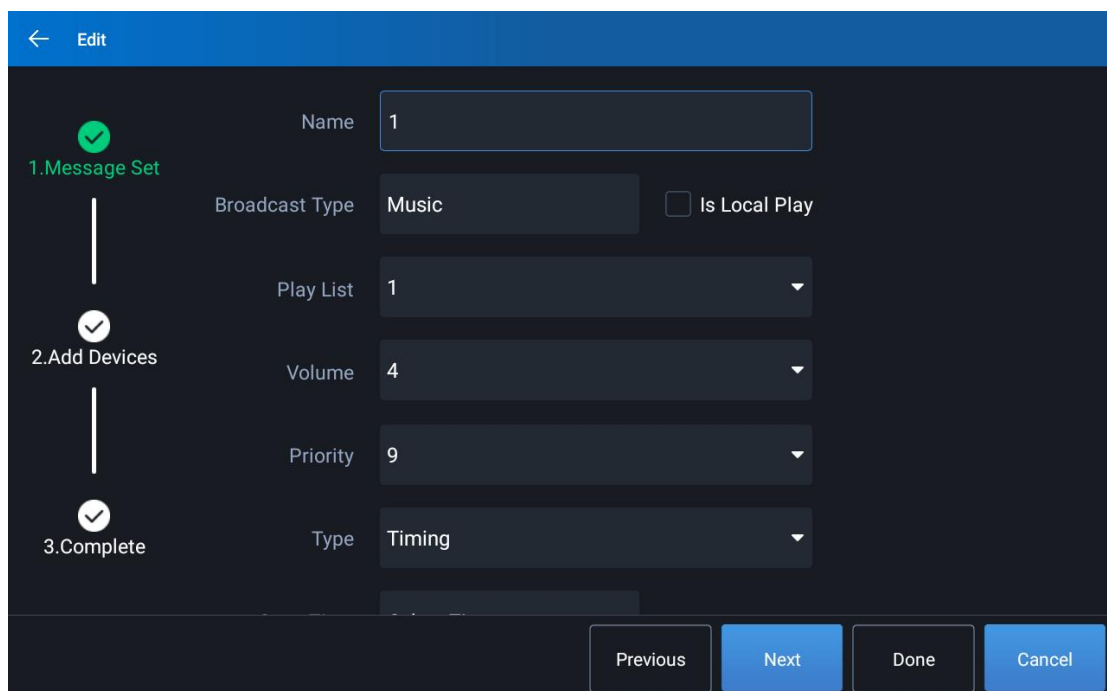 Edit
Name 1
1.Message Set
Broadcast Type Music Is Local Play
Play List 1
2.Add Devices
Volume 4
Priority 9
3.Complete
Type Timing
Previous Next Done Cancel